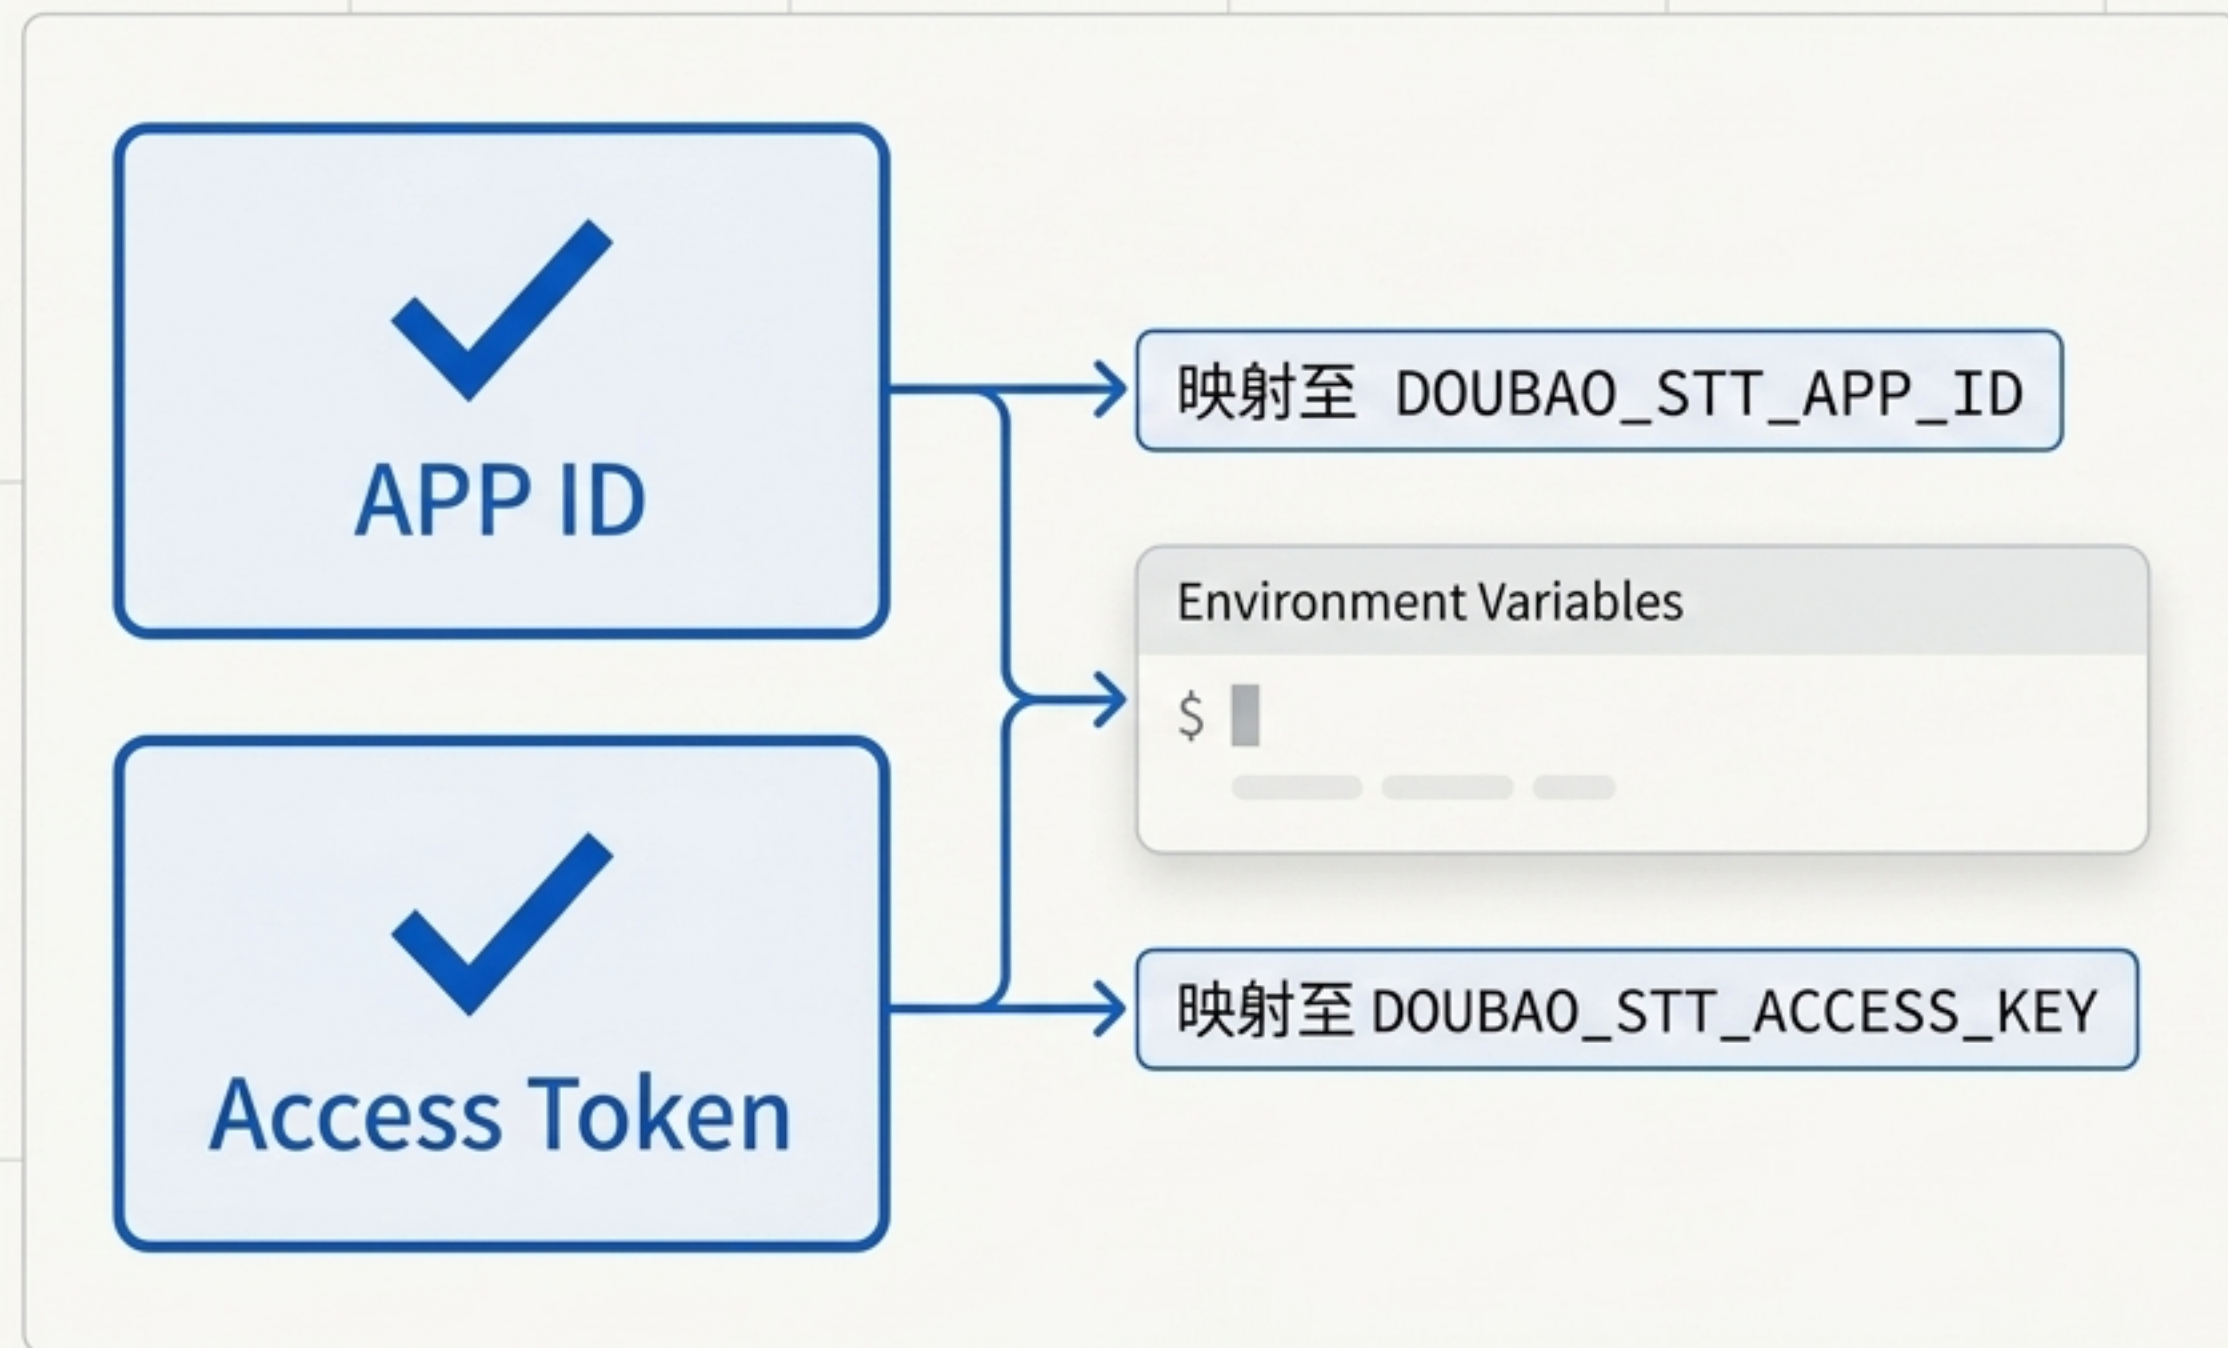 APP ID
映射至 DOUBAO_STT_APP_ID
Environment Variables
$
Access Token
映射至 DOUBAO_STT_ACCESS_KEY